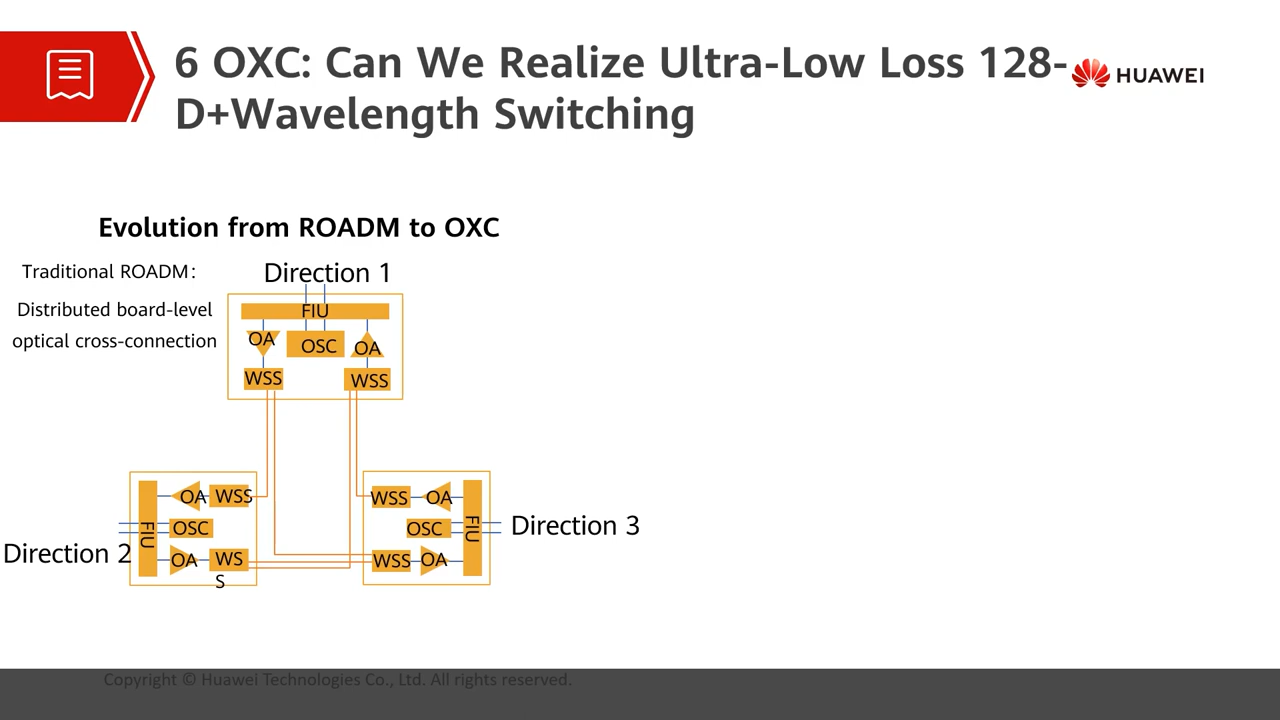 6 OXC: Can We Realize Ultra-Low Loss 128-
D+Wavelength Switching
HUAWEI
Evolution from ROADM to OXC
Traditional ROADM:
Distributed board-level
optical cross-connection
Direction 1
FIU
OA
OSC
OA
WSS
WSS
Direction 2
FIU
OA
WSS
OSC
OA
WS
S
WSS
OA
OSC
WSS
OA
FIU
Direction 3
Copyright © Huawei Technologies Co., Ltd. All rights reserved.